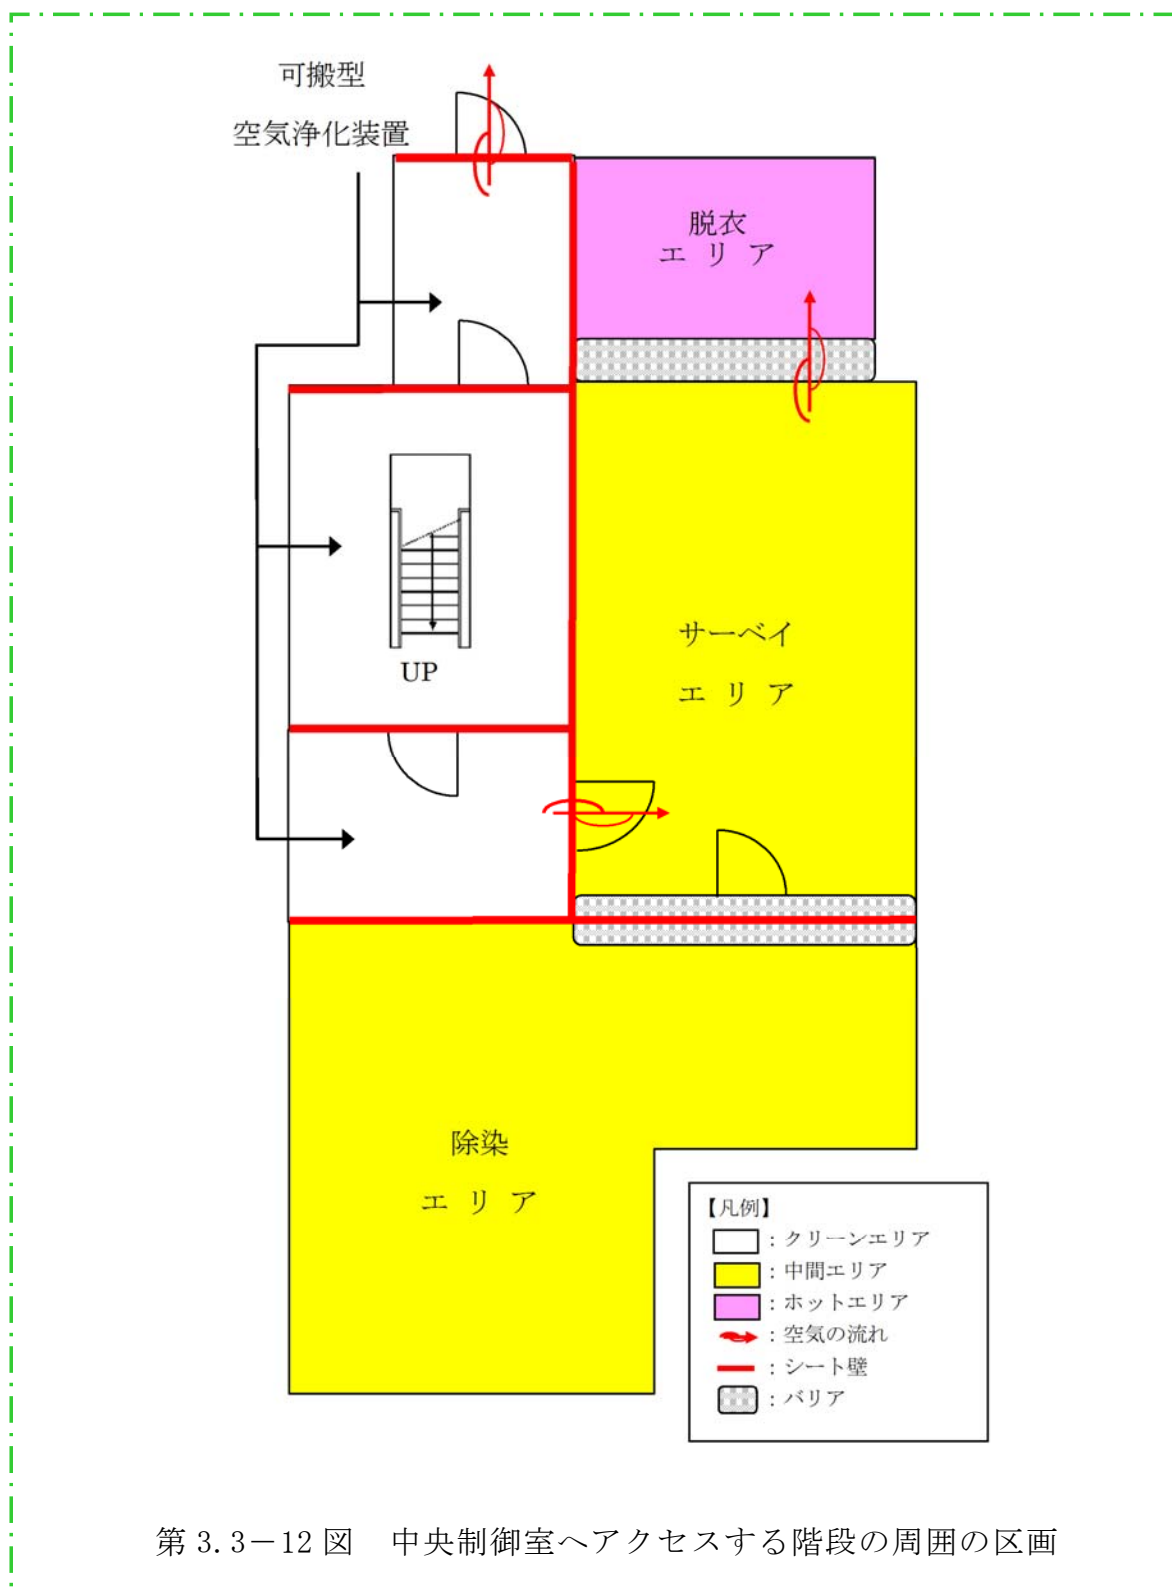 可搬型
空気浄化装置
脱衣
エリア
UP
サーベイ
エリア
除染
エリア
【凡例】
：クリーンエリア
：中間エリア
：ホットエリア
：空気の流れ
：シート壁
：バリア
第3.3－12図　中央制御室へアクセスする階段の周囲の区画